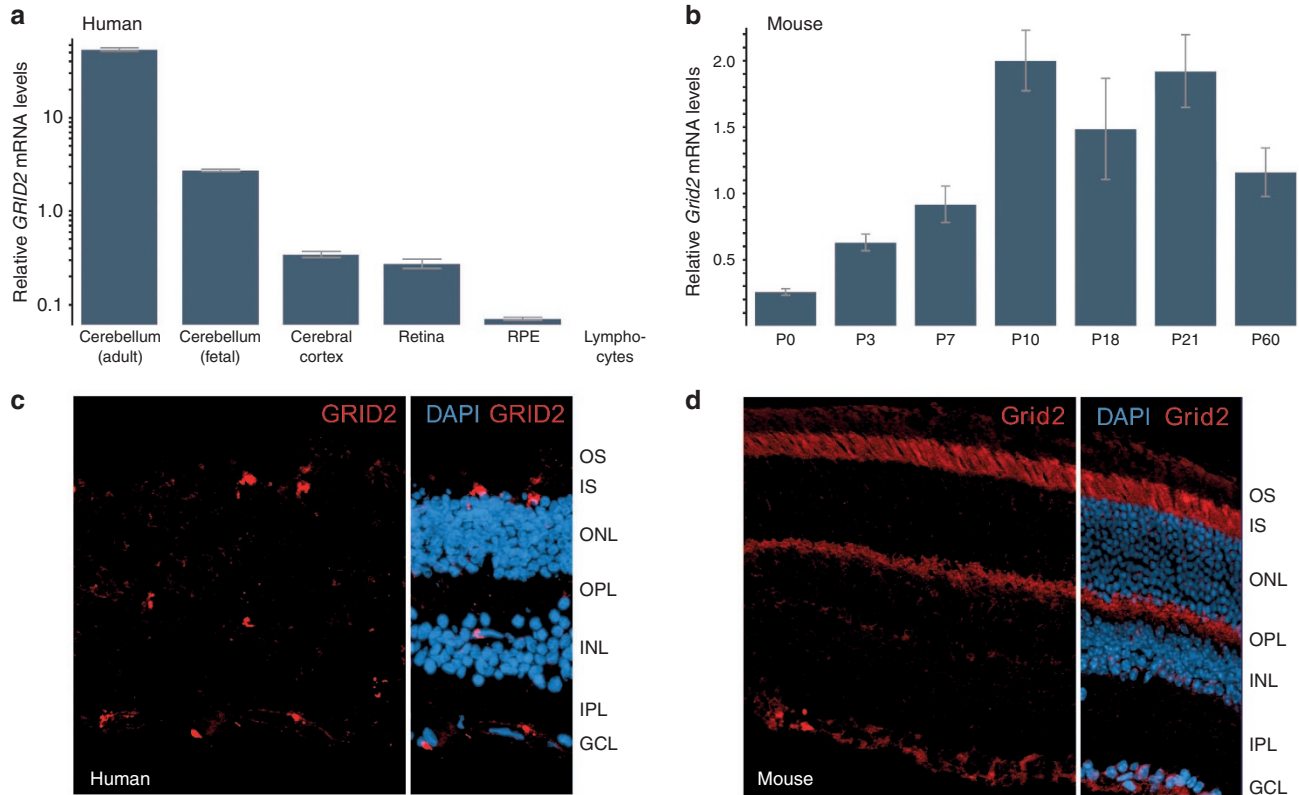 a
Human
Relative GRID2 mRNA levels
10
1.0
0.1
Cerebellum
(adult)
Cerebellum
(fetal)
Cerebral
cortex
Retina
RPE
Lympho-
cytes
b
Mouse
Relative Grid2 mRNA levels
2.0
1.5
1.0
0.5
P0
P3
P7
P10
P18
P21
P60
c
GRID2
DAPI GRID2
OS
IS
ONL
OPL
INL
IPL
GCL
Human
d
Grid2
DAPI Grid2
OS
IS
ONL
OPL
INL
IPL
GCL
Mouse